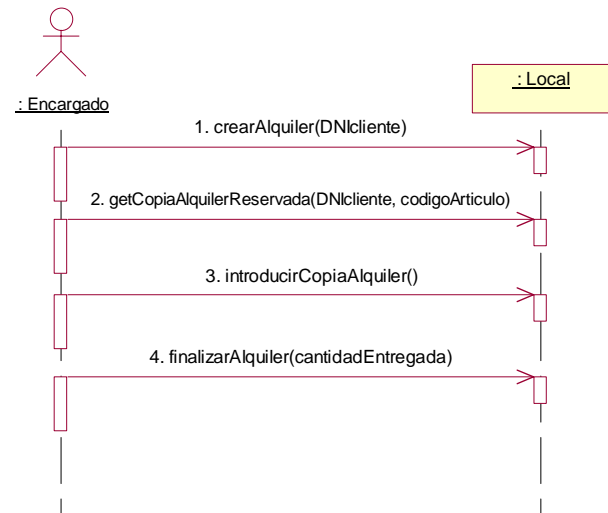 : Encargado
: Local
1. crearAlquiler(DNIcliente)
2. getCopiaAlquilerReservada(DNIcliente, codigoArticulo)
3. introducirCopiaAlquiler()
4. finalizarAlquiler(cantidadEntregada)